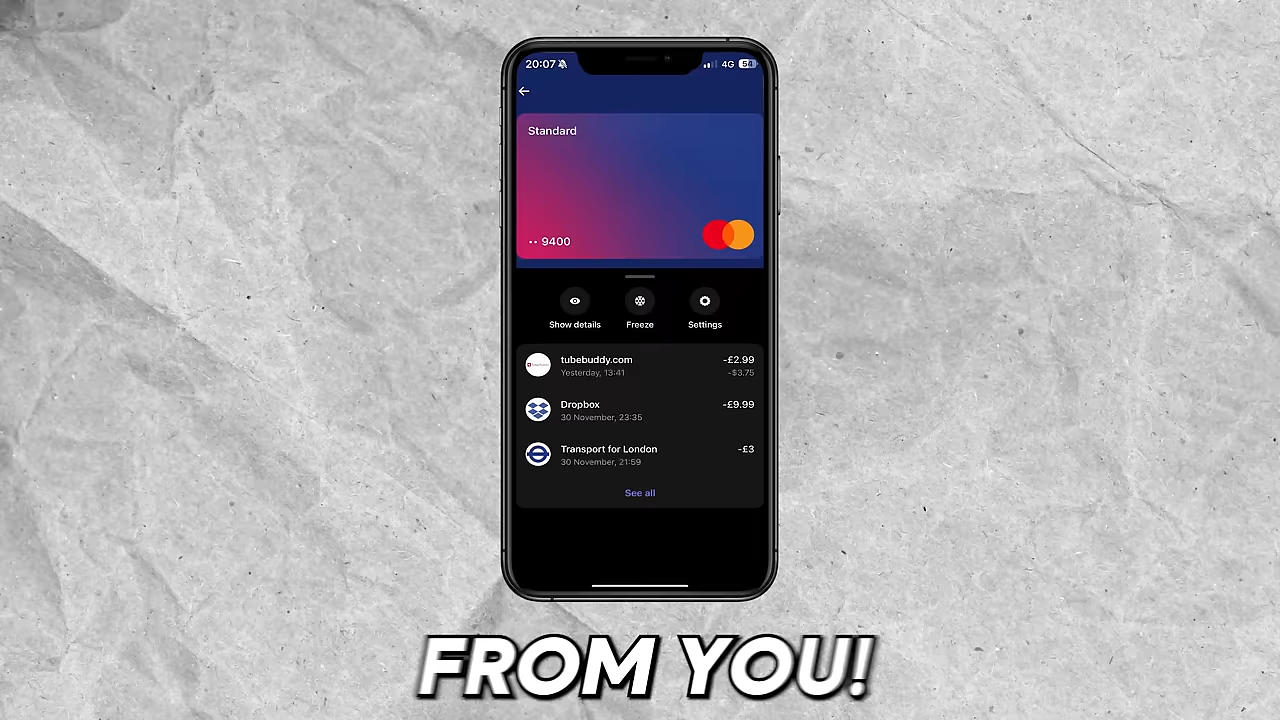 20:07 4G 54
Standard
•• 9400
Show details Freeze Settings
tubebuddy.com -£2.99
Yesterday, 13:41 -$3.75
Dropbox -£9.99
30 November, 23:35
Transport for London -£3
30 November, 21:59
See all
FROM YOU!